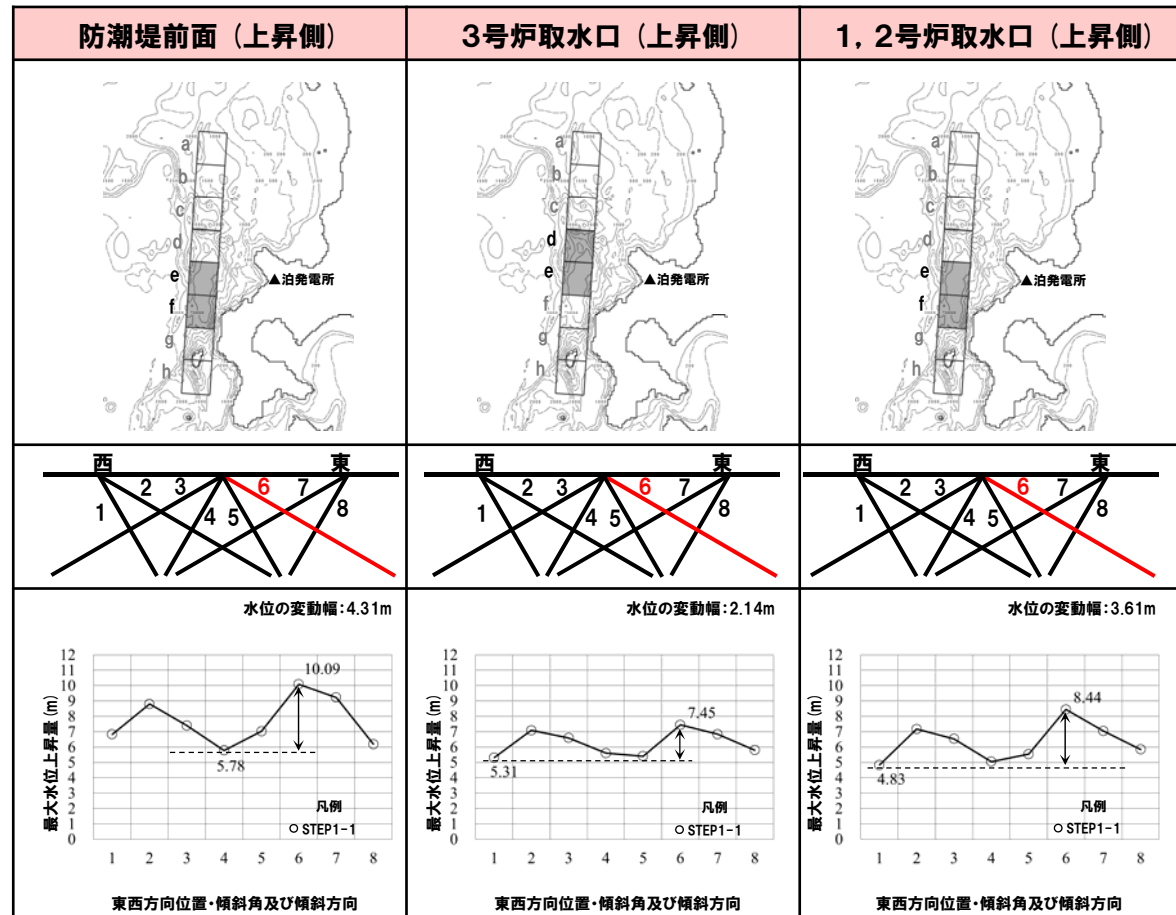 防潮堤前面（上昇側）
3号炉取水口（上昇側）
1，2号炉取水口（上昇側）
a
b
c
d
e
f
g
h
▲泊発電所
a
b
c
d
e
f
g
h
▲泊発電所
a
b
c
d
e
f
g
h
▲泊発電所
西 東
1 2 3 4 5 6 7 8
西 東
1 2 3 4 5 6 7 8
西 東
1 2 3 4 5 6 7 8
水位の変動幅：4.31m
最大水位上昇量（m）
12
11
10
9
8
7
6
5
4
3
2
1
0
10.09
5.78
凡例
○ STEP1-1
1 2 3 4 5 6 7 8
東西方向位置・傾斜角及び傾斜方向
水位の変動幅：2.14m
最大水位上昇量（m）
12
11
10
9
8
7
6
5
4
3
2
1
0
7.45
5.31
凡例
○ STEP1-1
1 2 3 4 5 6 7 8
東西方向位置・傾斜角及び傾斜方向
水位の変動幅：3.61m
最大水位上昇量（m）
12
11
10
9
8
7
6
5
4
3
2
1
0
8.44
4.83
凡例
○ STEP1-1
1 2 3 4 5 6 7 8
東西方向位置・傾斜角及び傾斜方向